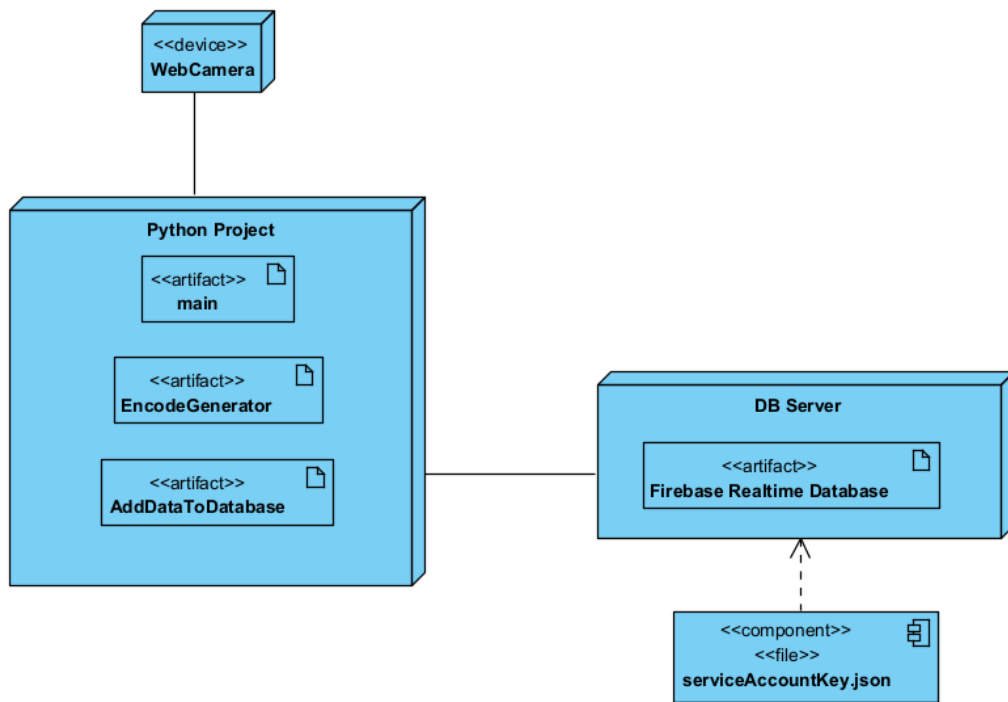 <<device>>
WebCamera
Python Project
<<artifact>>
main
<<artifact>>
EncodeGenerator
<<artifact>>
AddDataToDatabase
DB Server
<<artifact>>
Firebase Realtime Database
<<component>>
<<file>>
serviceAccountKey.json